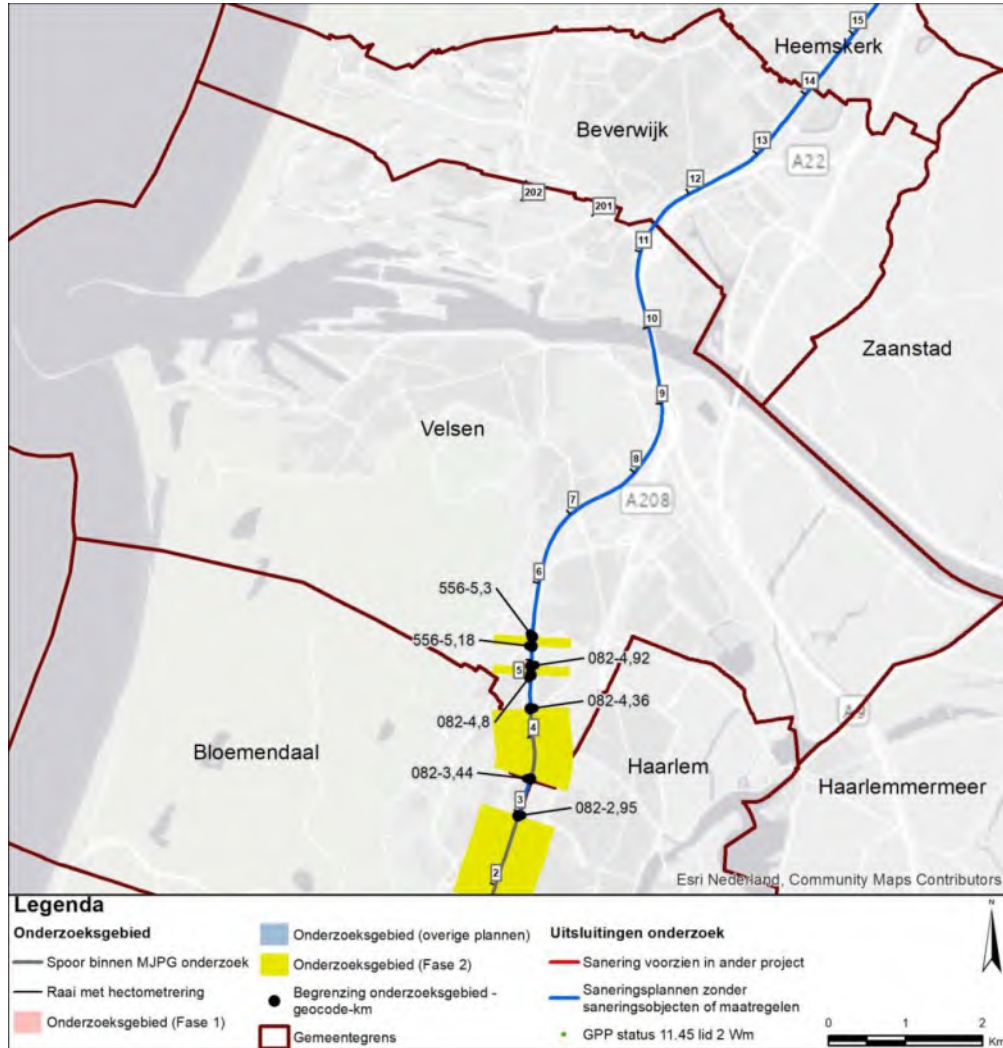 15
Heemskerk
14
Beverwijk
13
A22
12
202
201
11
10
Zaanstad
9
Velsen
8
7
A208
6
556-5,3
556-5,18
082-4,92
5
082-4,36
082-4,8
4
Bloemendaal
Haarlem
A9
082-3,44
Haarlemmermeer
3
082-2,95
2
Esri Nederland, Community Maps Contributors
Legenda
Onderzoeksgebied
Spoor binnen MJPG onderzoek
Raai met hectometrering
Onderzoeksgebied (Fase 1)
Onderzoeksgebied (overige plannen)
Onderzoeksgebied (Fase 2)
Begrenzing onderzoeksgebied -
geocode-km
Gemeentegrens
Uitsluitingen onderzoek
Sanering voorzien in ander project
Saneringsplannen zonder
saneringsobjecten of maatregelen
GPP status 11.45 lid 2 Wm
N
0 1 2
Km